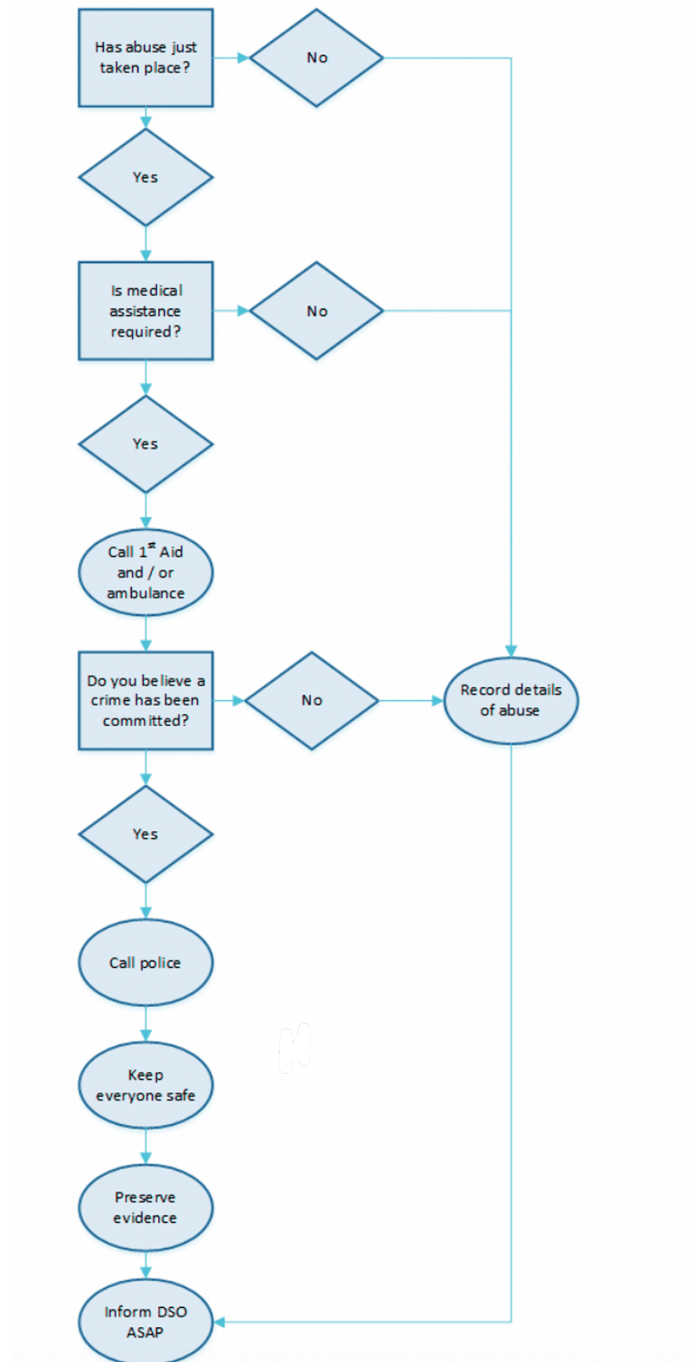 Has abuse just
taken place?
No
Yes
Is medical
assistance
required?
No
Yes
Call 1st Aid
and / or
ambulance
Do you believe a
crime has been
committed?
No
Record details
of abuse
Yes
Call police
Keep
everyone safe
Preserve
evidence
Inform DSO
ASAP